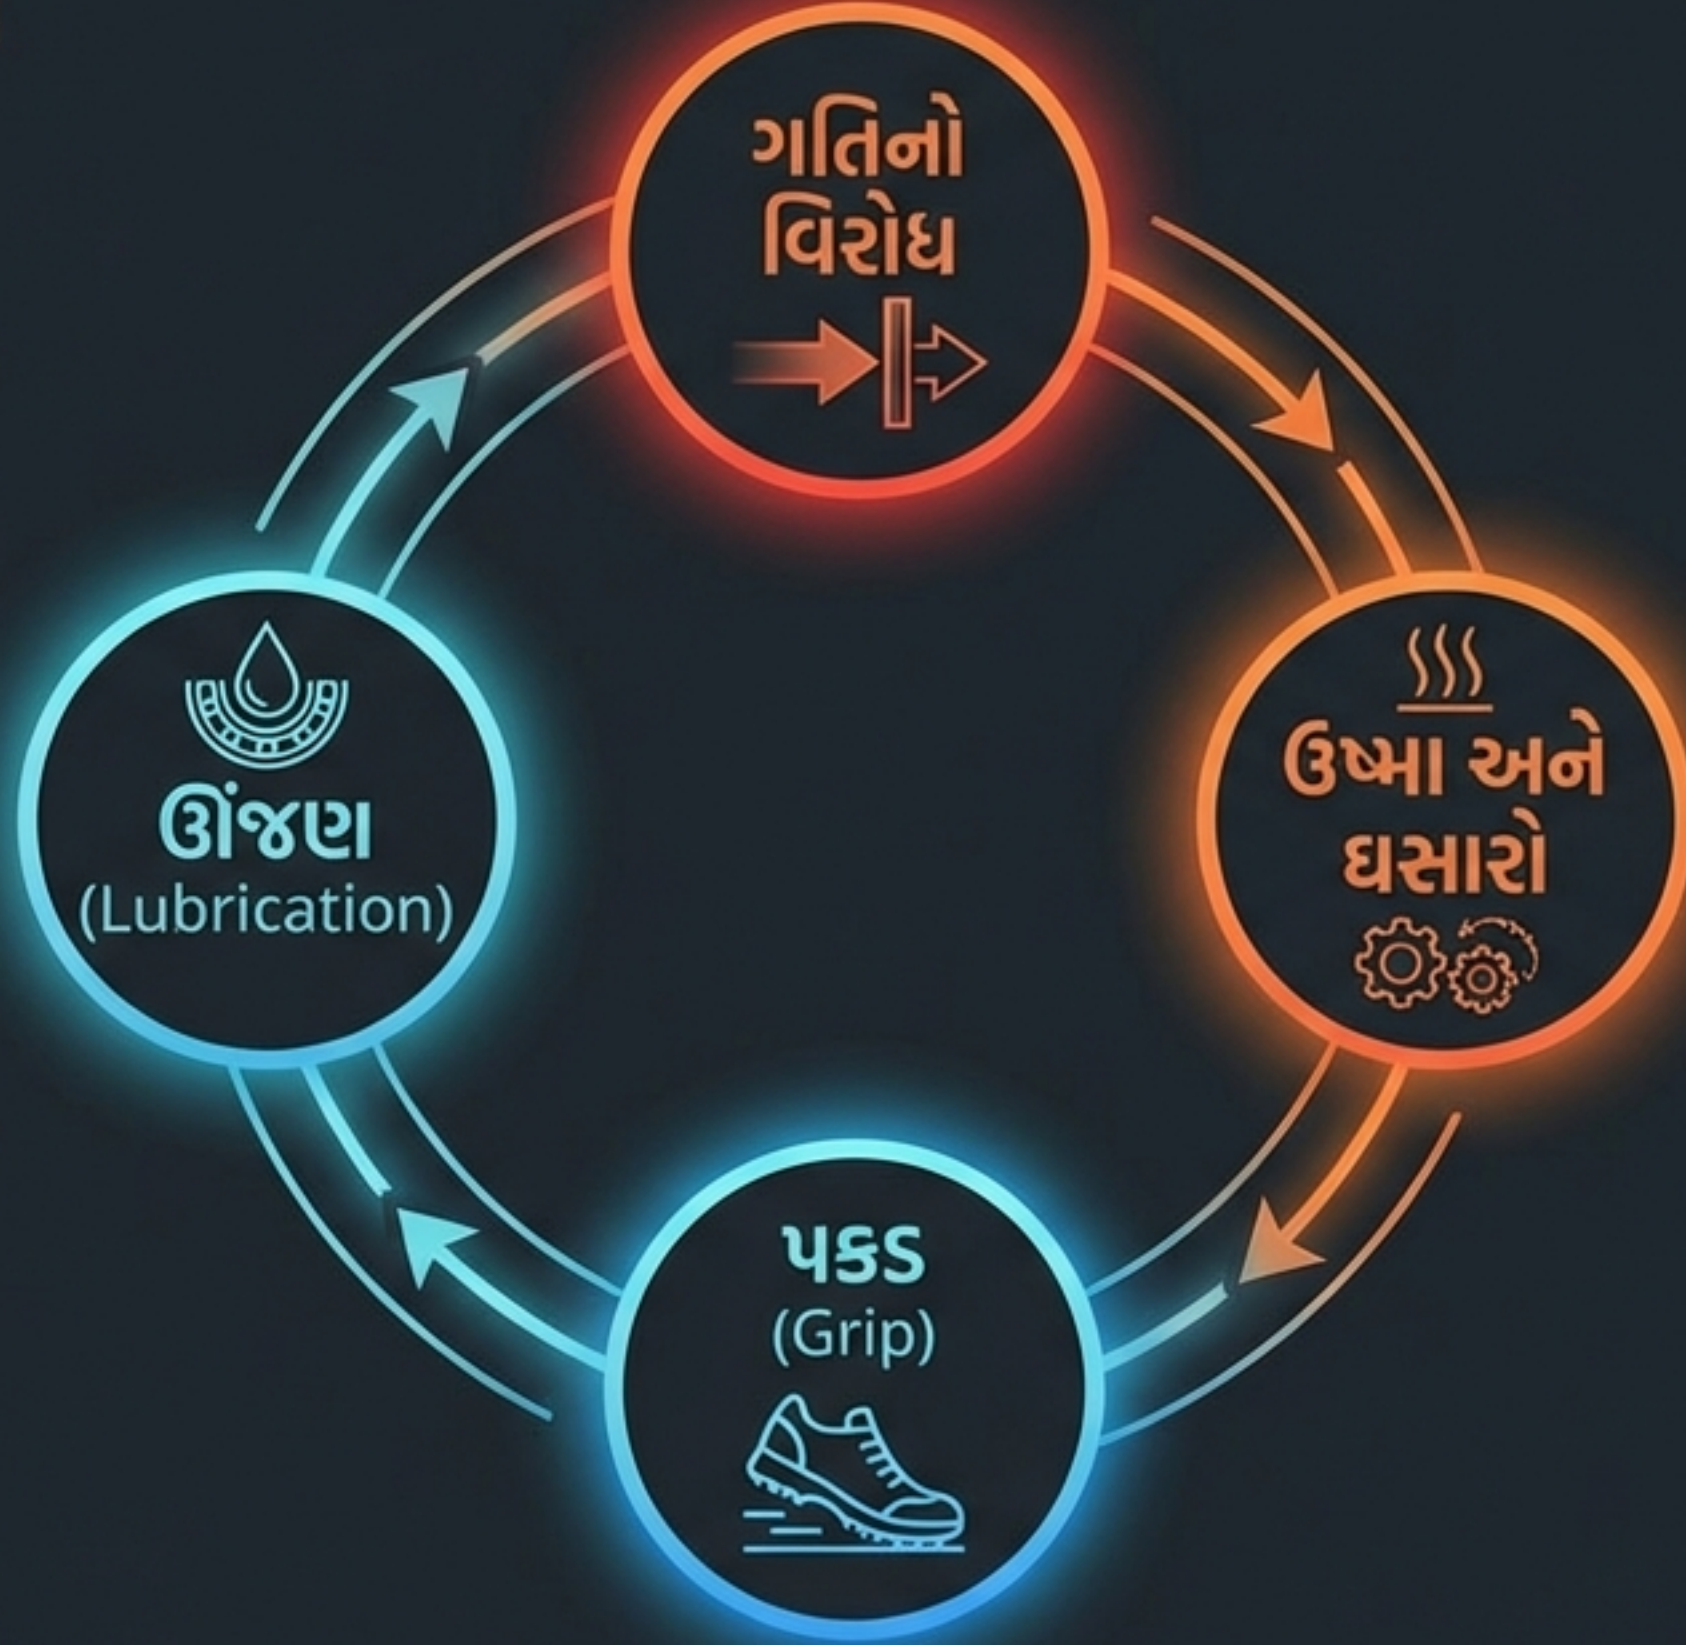 ગતિનો
વિરોધ
ઉષ્મા અને
ઘસારો
પકડ
(Grip)
ઊંજણ
(Lubrication)